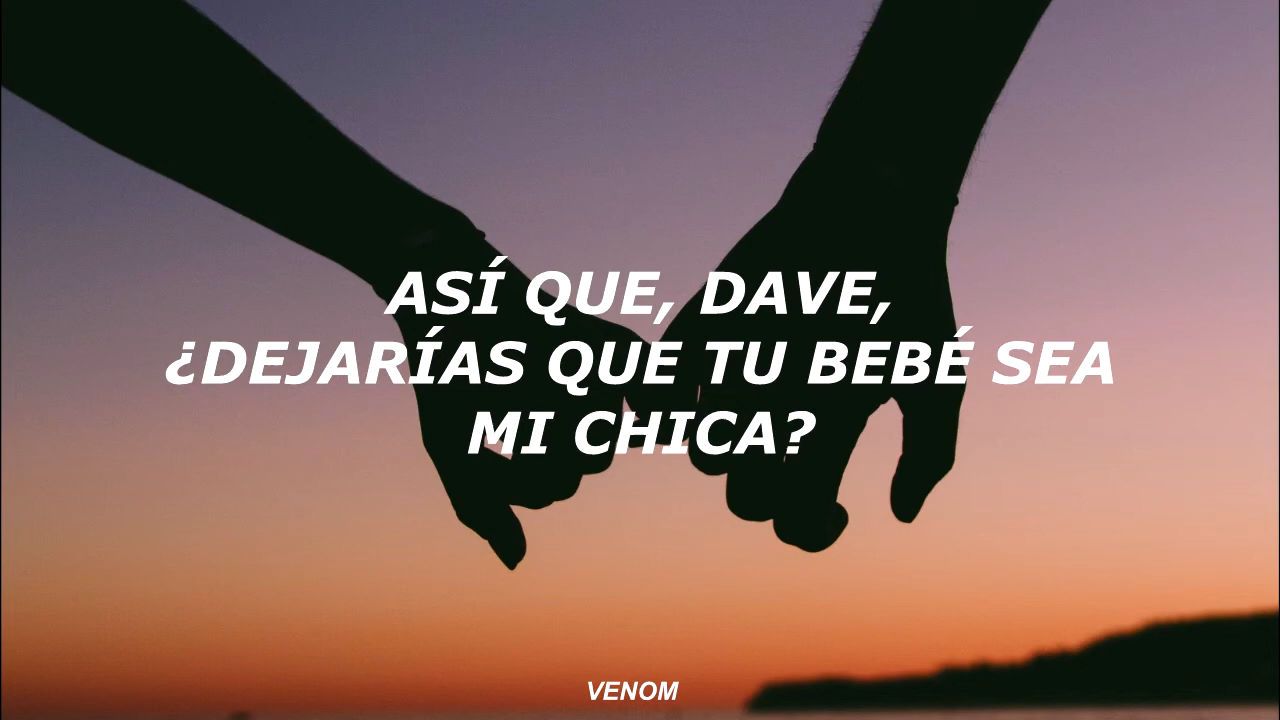 ASÍ QUE, DAVE,
¿DEJARÍAS QUE TU BEBÉ SEA
MI CHICA?
VENOM